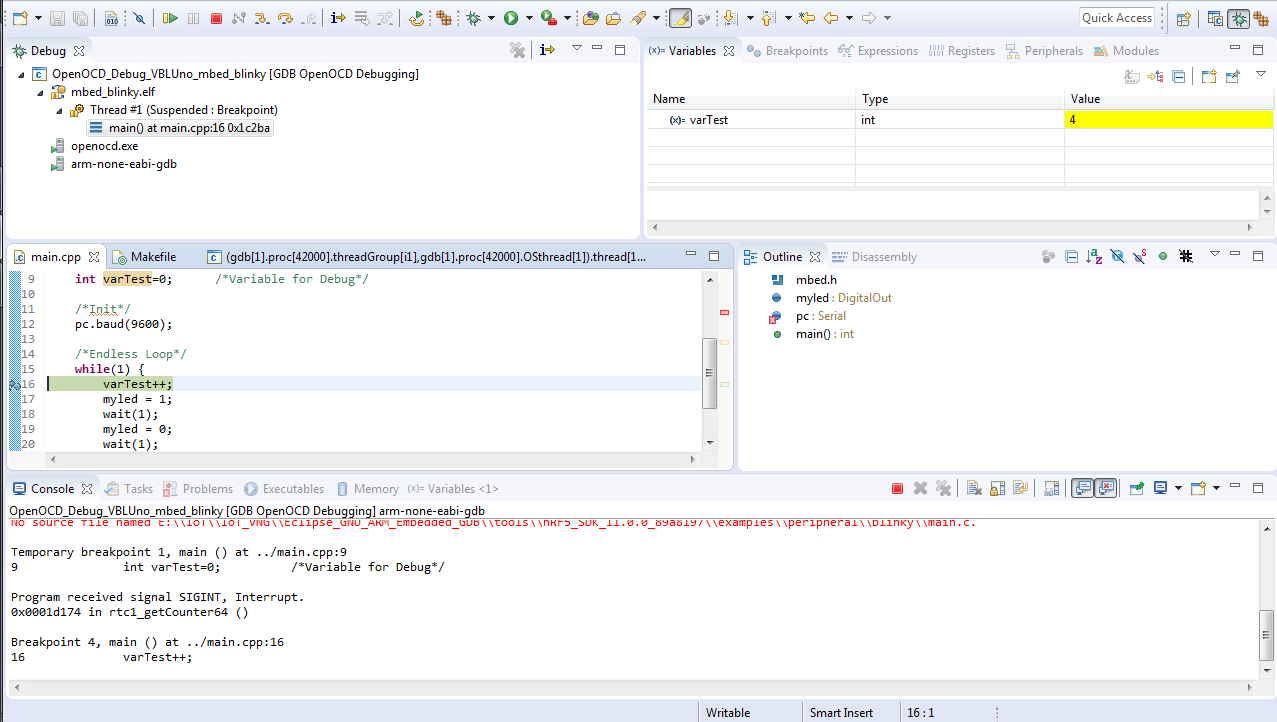 Quick Access
Debug
OpenOCD_Debug_VBLUno_mbed_blinky [GDB OpenOCD Debugging]
mbed_blinky.elf
Thread #1 (Suspended : Breakpoint)
main() at main.cpp:16 0x1c2ba
openocd.exe
arm-none-eabi-gdb
(x)= Variables Breakpoints Expressions Registers Peripherals Modules
Name Type Value
(x)= varTest int 4
main.cpp Makefile (gdb[1].proc[42000].threadGroup[i1],gdb[1].proc[42000].OSthread[1]).thread[1...
9 int varTest=0; /*Variable for Debug*/
10
11 /*Init*/
12 pc.baud(9600);
13
14 /*Endless Loop*/
15 while(1) {
16 varTest++;
17 myled = 1;
18 wait(1);
19 myled = 0;
20 wait(1);
Outline Disassembly
mbed.h
myled : DigitalOut
pc : Serial
main() : int
Console Tasks Problems Executables Memory (x)= Variables <1>
OpenOCD_Debug_VBLUno_mbed_blinky [GDB OpenOCD Debugging] arm-none-eabi-gdb
No source file named E:\\IoT\\IoT_VNG\\Eclipse_GNU_ARM_Embedded_GDB\\tools\\nRF5_SDK_11.0.0_89a8197\\examples\\peripheral\\blinky\\main.c.
Temporary breakpoint 1, main () at ../main.cpp:9
9 int varTest=0; /*Variable for Debug*/
Program received signal SIGINT, Interrupt.
0x0001d174 in rtc1_getCounter64 ()
Breakpoint 4, main () at ../main.cpp:16
16 varTest++;
Writable Smart Insert 16 : 1